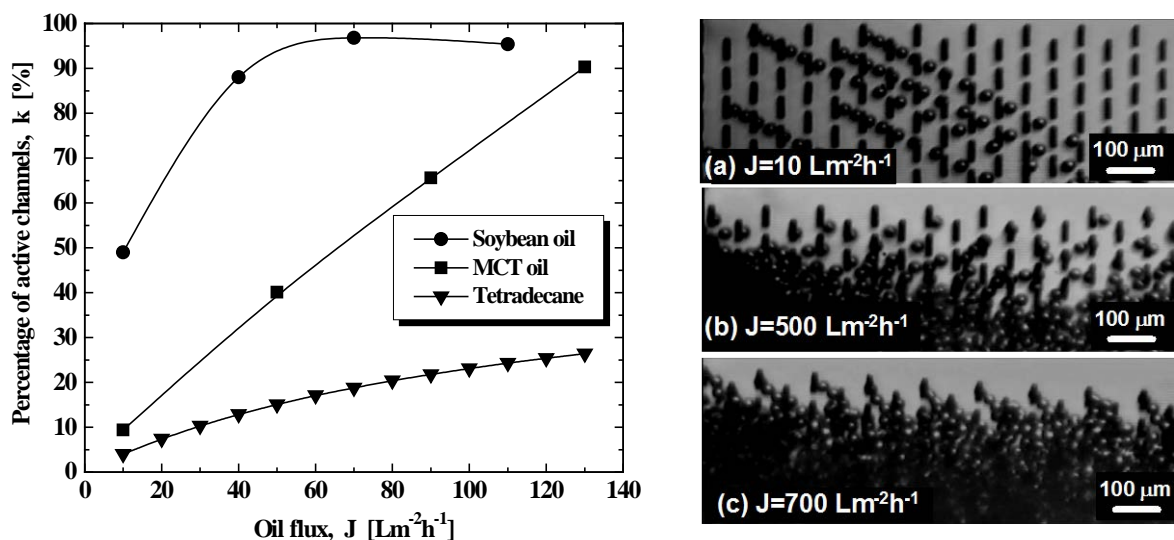 Percentage of active channels, k [%]
100
90
80
70
60
50
40
30
20
10
0
Soybean oil
MCT oil
Tetradecane
0 20 40 60 80 100 120 140
Oil flux, J [Lm⁻²h⁻¹]
100 µm
(a) J=10 Lm⁻²h⁻¹
(b) J=500 Lm⁻²h⁻¹
100 µm
(c) J=700 Lm⁻²h⁻¹
100 µm